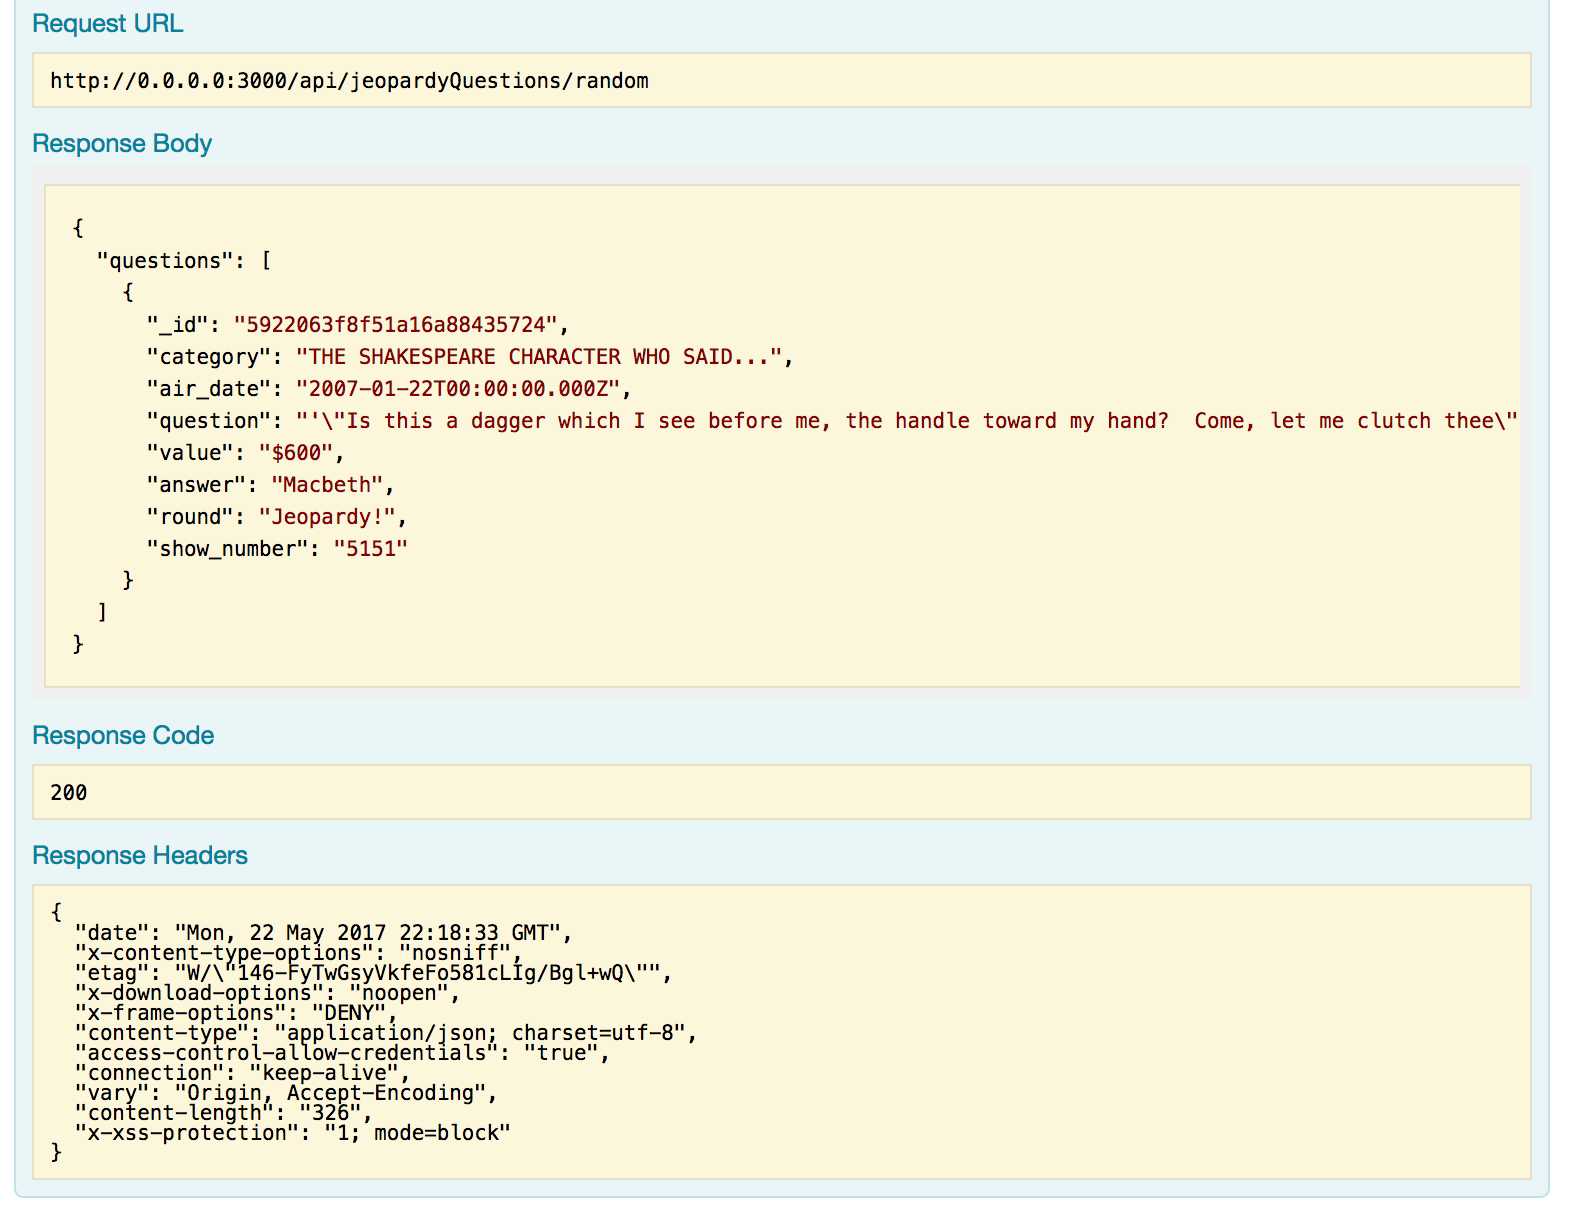 Request URL
http://0.0.0.0:3000/api/jeopardyQuestions/random
Response Body
{
  "questions": [
    {
      "_id": "5922063f8f51a16a88435724",
      "category": "THE SHAKESPEARE CHARACTER WHO SAID...",
      "air_date": "2007-01-22T00:00:00.000Z",
      "question": "'\"Is this a dagger which I see before me, the handle toward my hand?  Come, let me clutch thee\"
      "value": "$600",
      "answer": "Macbeth",
      "round": "Jeopardy!",
      "show_number": "5151"
    }
  ]
}
Response Code
200
Response Headers
{
  "date": "Mon, 22 May 2017 22:18:33 GMT",
  "x-content-type-options": "nosniff",
  "etag": "W/\"146-FyTwGsyVkfeFo581cLIg/Bgl+wQ\"",
  "x-download-options": "noopen",
  "x-frame-options": "DENY",
  "content-type": "application/json; charset=utf-8",
  "access-control-allow-credentials": "true",
  "connection": "keep-alive",
  "vary": "Origin, Accept-Encoding",
  "content-length": "326",
  "x-xss-protection": "1; mode=block"
}